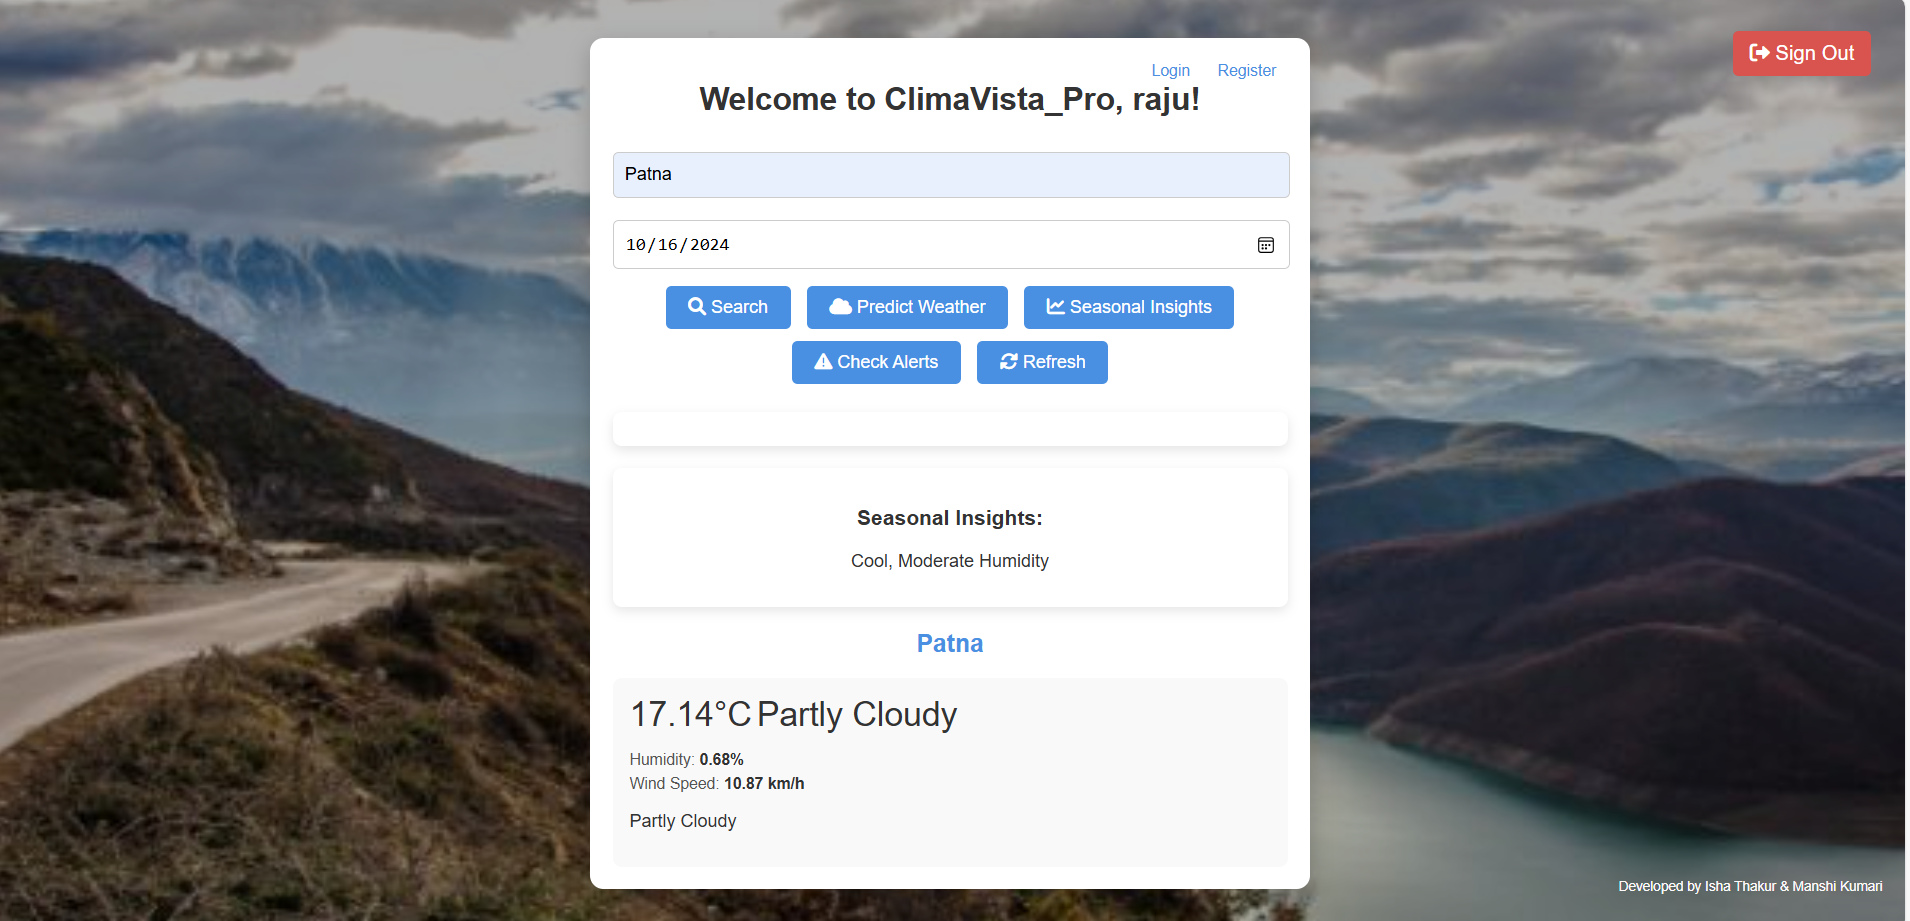 Sign Out
Login Register
Welcome to ClimaVista_Pro, raju!
Patna
10/16/2024
Search Predict Weather Seasonal Insights
Check Alerts Refresh
Seasonal Insights:
Cool, Moderate Humidity
Patna
17.14°C Partly Cloudy
Humidity: 0.68%
Wind Speed: 10.87 km/h
Partly Cloudy
Developed by Isha Thakur & Manshi Kumari